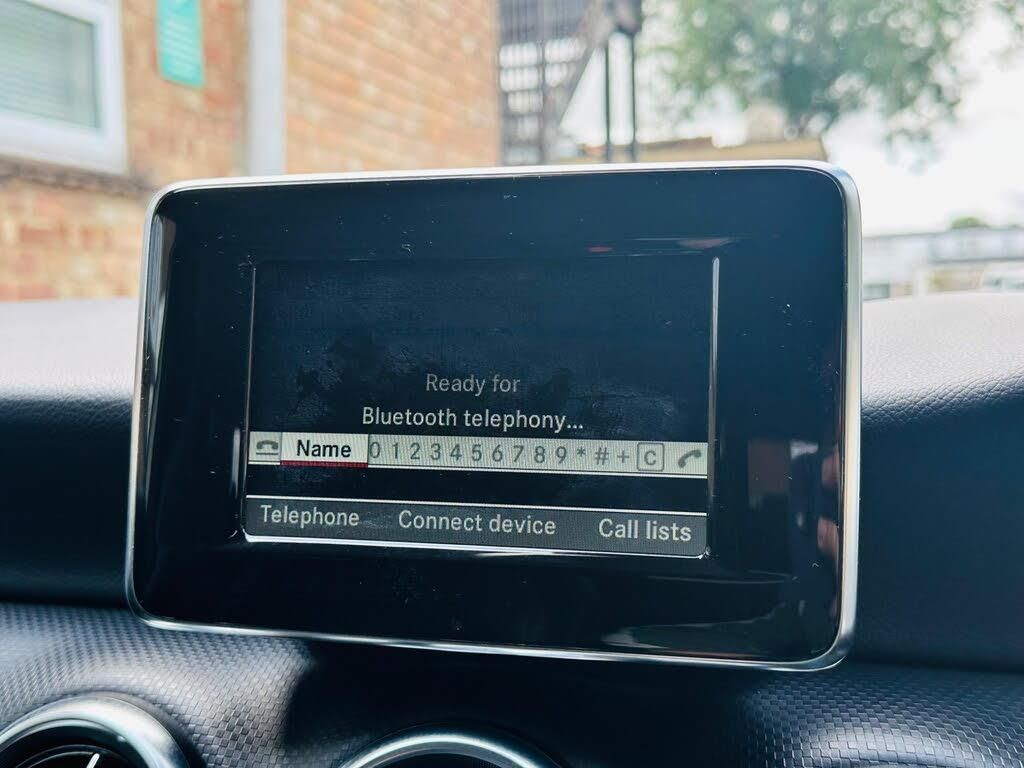 Ready for
Bluetooth telephony...
Name 0 1 2 3 4 5 6 7 8 9 * # + C
Telephone Connect device Call lists